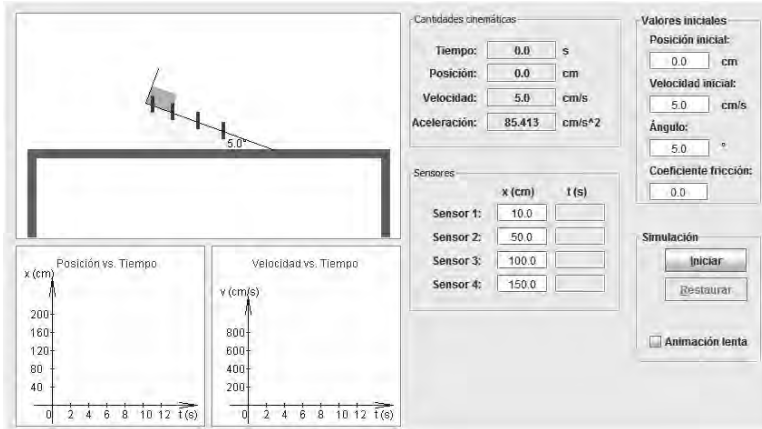 Cantidades cinemáticas
Tiempo: 0.0 s
Posición: 0.0 cm
Velocidad: 5.0 cm/s
Aceleración: 85.413 cm/s^2
Valores iniciales
Posición inicial:
0.0 cm
Velocidad inicial:
5.0 cm/s
Ángulo:
5.0 °
Coeficiente fricción:
0.0
5.0°
Sensores
x (cm) t (s)
Sensor 1: 10.0
Sensor 2: 50.0
Sensor 3: 100.0
Sensor 4: 150.0
Simulación
Iniciar
Restaurar
Animación lenta
Posición vs. Tiempo
x (cm)
200
160
120
80
40
0 2 4 6 8 10 12 t (s)
Velocidad vs. Tiempo
v (cm/s)
800
600
400
200
0 2 4 6 8 10 12 t (s)